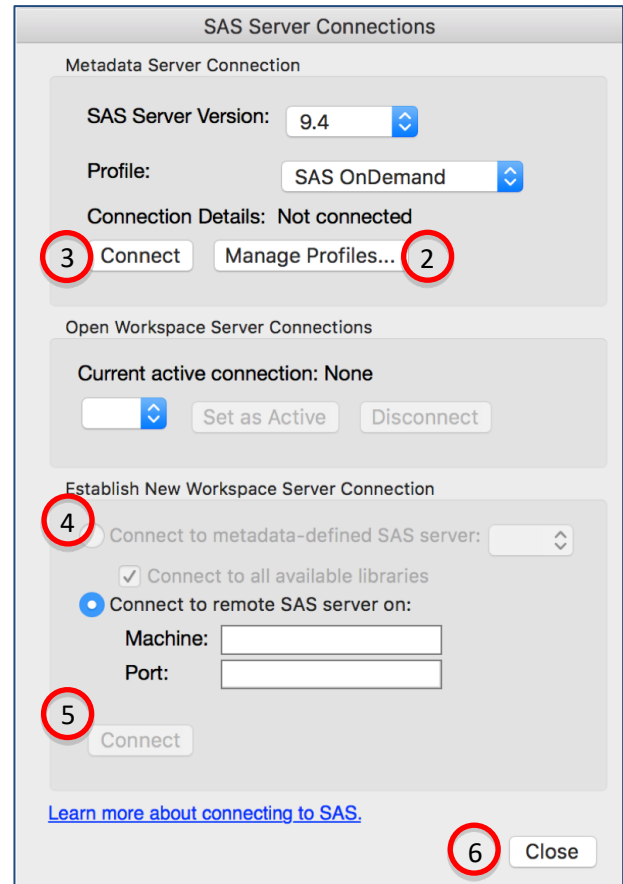 SAS Server Connections
Metadata Server Connection
SAS Server Version: 9.4
Profile: SAS OnDemand
Connection Details: Not connected
3 Connect Manage Profiles... 2
Open Workspace Server Connections
Current active connection: None
Set as Active Disconnect
Establish New Workspace Server Connection
4 Connect to metadata-defined SAS server:
Connect to all available libraries
Connect to remote SAS server on:
Machine:
Port:
5
Connect
Learn more about connecting to SAS.
6 Close